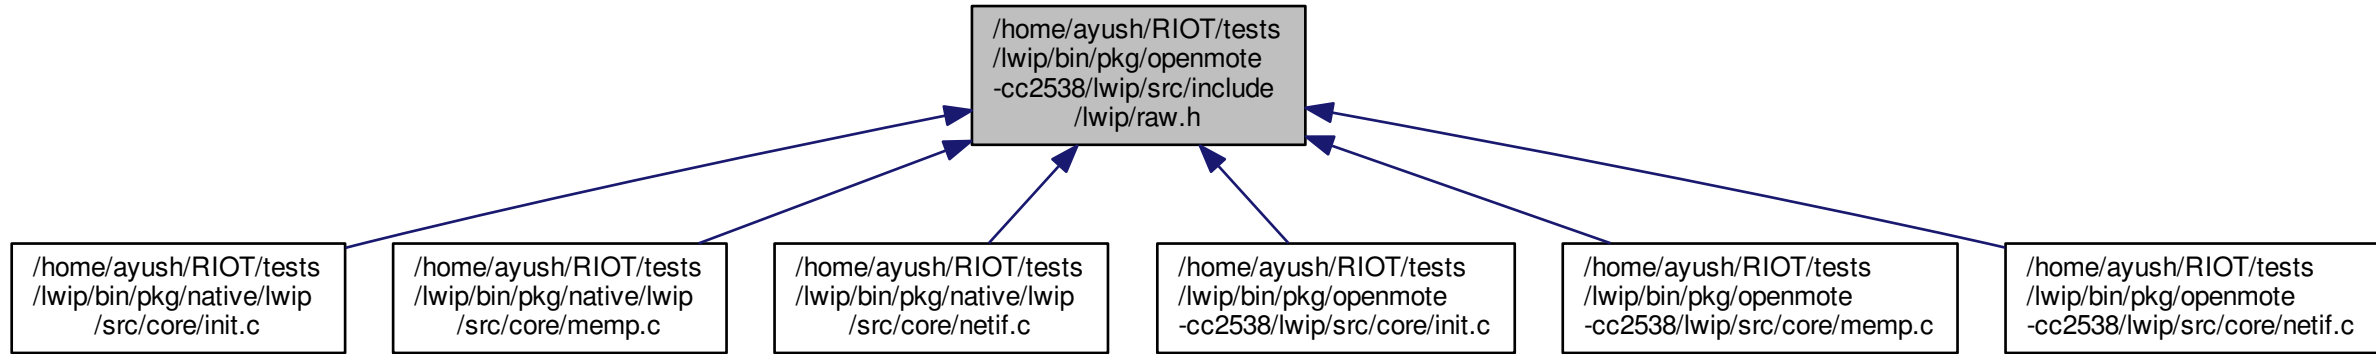 /home/ayush/RIOT/tests
/lwip/bin/pkg/openmote
-cc2538/lwip/src/include
/lwip/raw.h
/home/ayush/RIOT/tests
/lwip/bin/pkg/native/lwip
/src/core/init.c
/home/ayush/RIOT/tests
/lwip/bin/pkg/native/lwip
/src/core/memp.c
/home/ayush/RIOT/tests
/lwip/bin/pkg/native/lwip
/src/core/netif.c
/home/ayush/RIOT/tests
/lwip/bin/pkg/openmote
-cc2538/lwip/src/core/init.c
/home/ayush/RIOT/tests
/lwip/bin/pkg/openmote
-cc2538/lwip/src/core/memp.c
/home/ayush/RIOT/tests
/lwip/bin/pkg/openmote
-cc2538/lwip/src/core/netif.c